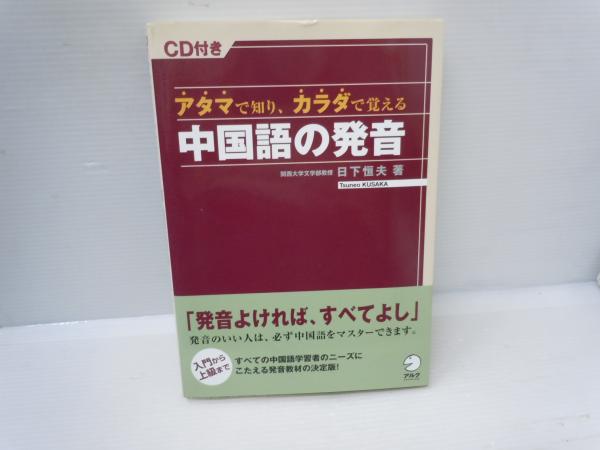 CD付き
アタマで知り、カラダで覚える
中国語の発音
関西大学文学部教授 日下恒夫 著
Tsuneo KUSAKA
「発音よければ、すべてよし」
発音のいい人は、必ず中国語をマスターできます。
入門から
上級まで
すべての中国語学習者のニーズに
こたえる発音教材の決定版!
アルク